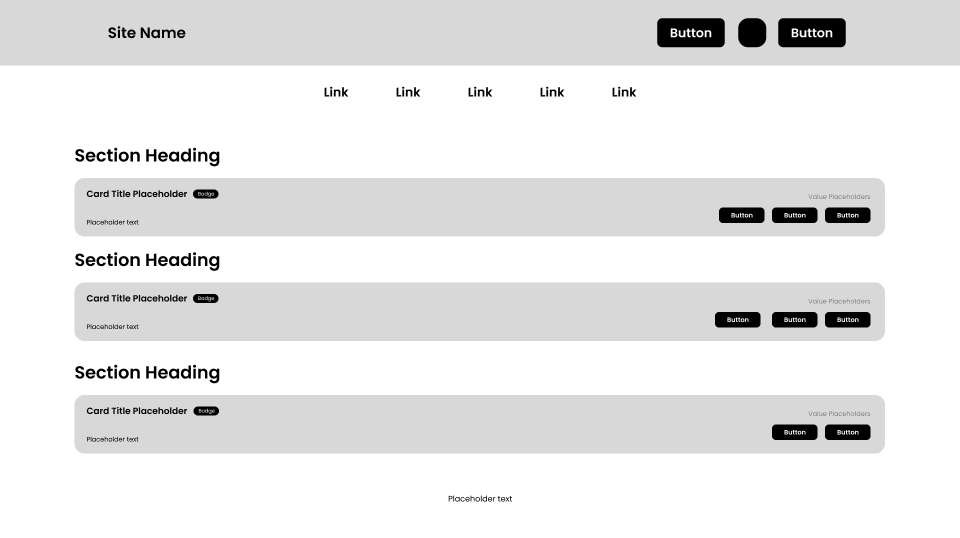 Site Name
Button
Button
Link Link Link Link Link
Section Heading
Card Title Placeholder Badge
Value Placeholders
Button Button Button
Placeholder text
Section Heading
Card Title Placeholder Badge
Value Placeholders
Button Button Button
Placeholder text
Section Heading
Card Title Placeholder Badge
Value Placeholders
Button Button
Placeholder text
Placeholder text